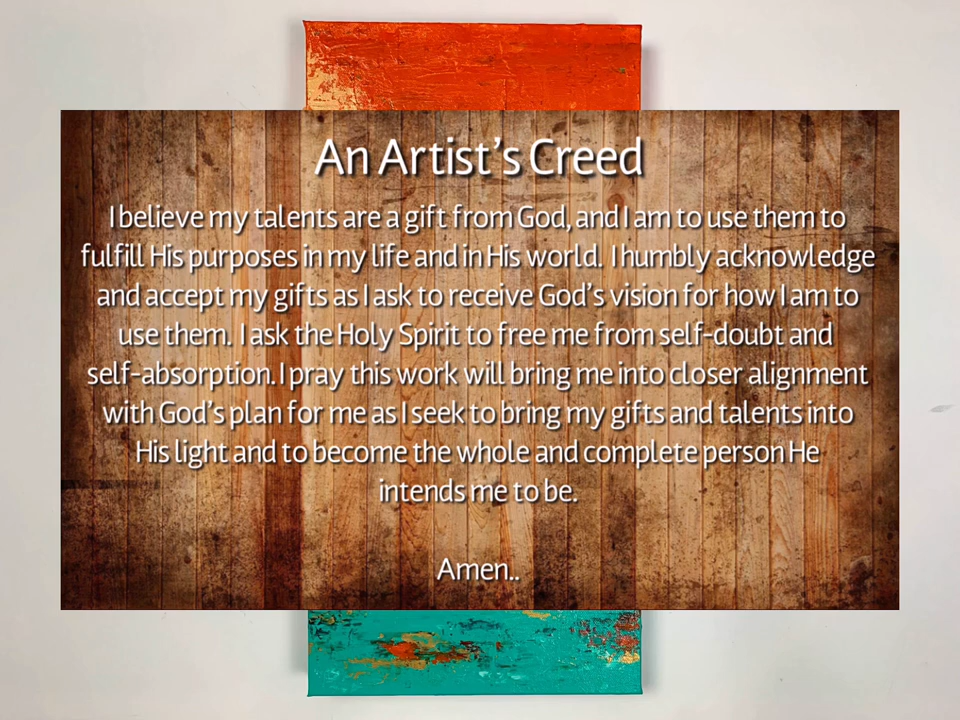 An Artist's Creed
I believe my talents are a gift from God, and I am to use them to
fulfill His purposes in my life and in His world. I humbly acknowledge
and accept my gifts as I ask to receive God's vision for how I am to
use them. I ask the Holy Spirit to free me from self-doubt and
self-absorption. I pray this work will bring me into closer alignment
with God's plan for me as I seek to bring my gifts and talents into
His light and to become the whole and complete person He
intends me to be.
Amen..